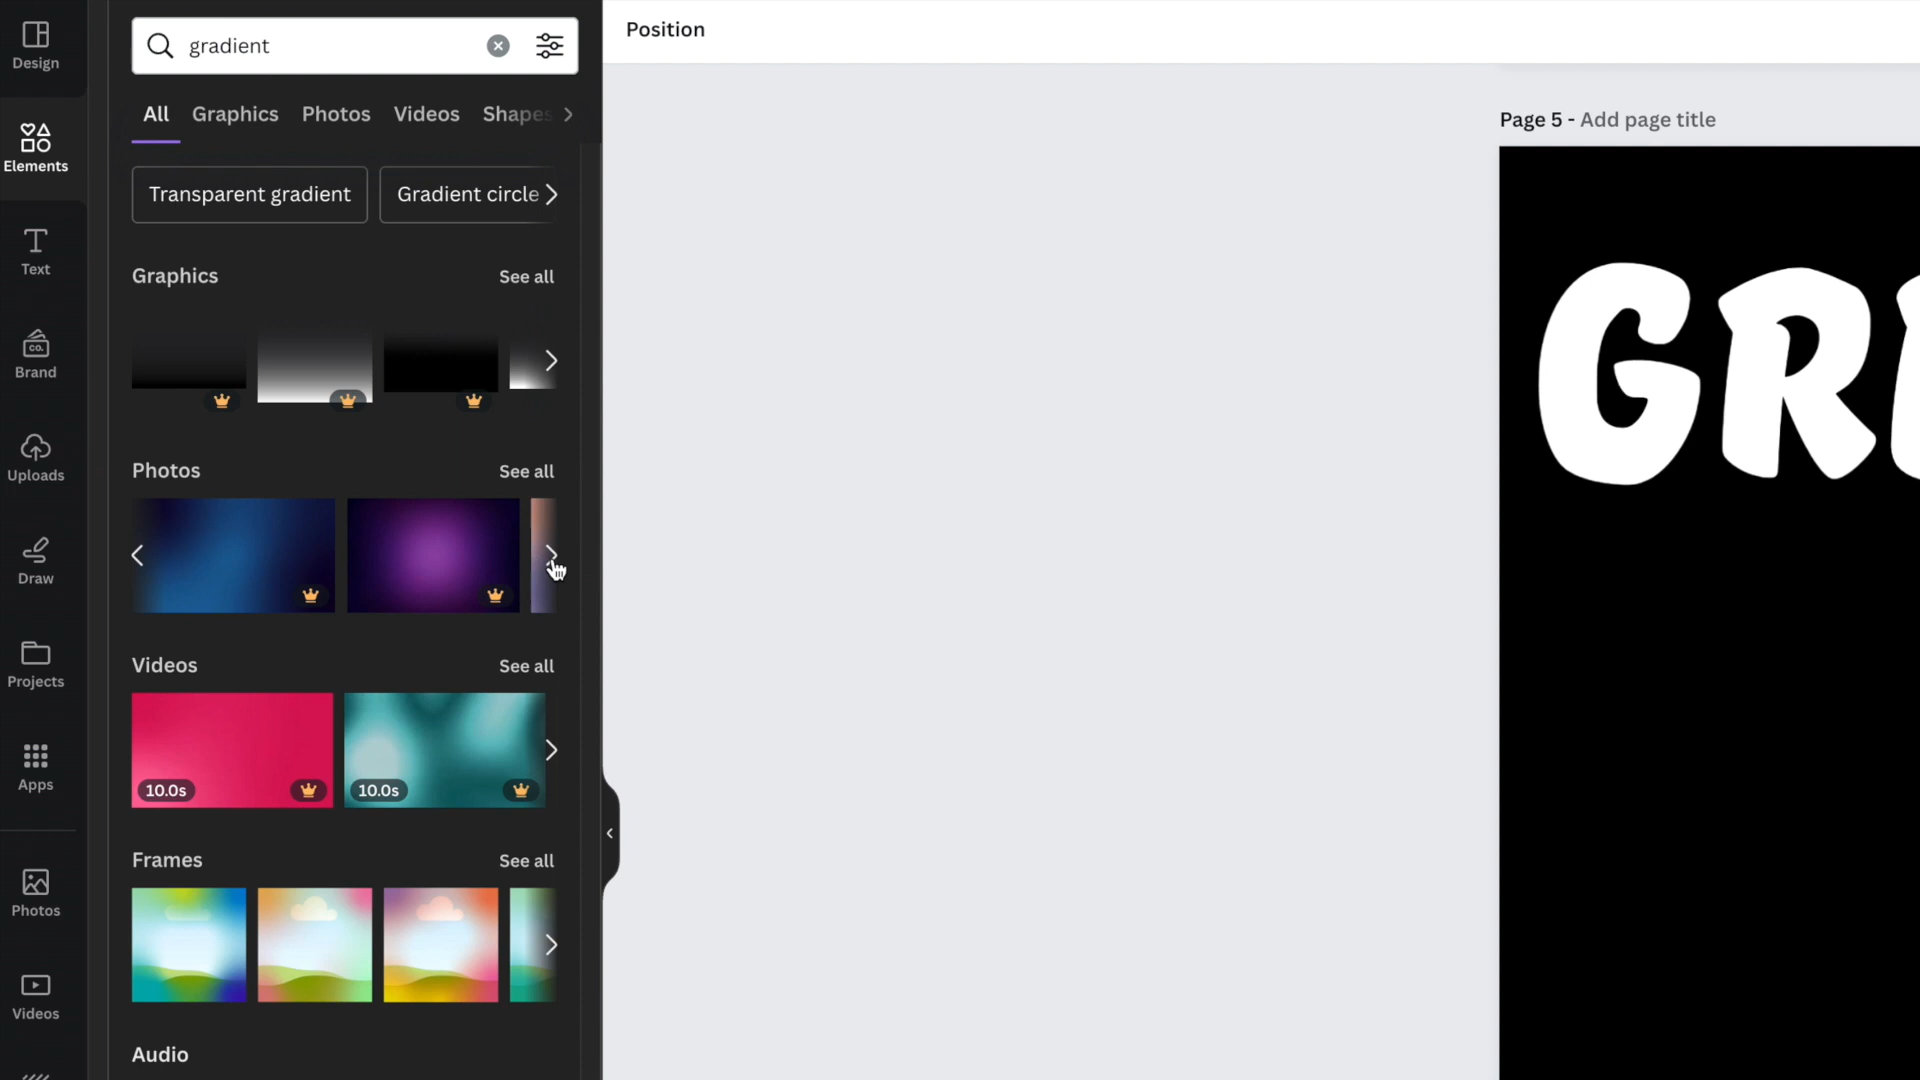 Design
Elements
Text
CO.
Brand
Uploads
Draw
Projects
Apps
Photos
Videos
gradient
All Graphics Photos Videos Shapes
Transparent gradient Gradient circle
Graphics See all
Photos See all
Videos See all
10.0s 10.0s
Frames See all
Audio
Position
Page 5 - Add page title
GR